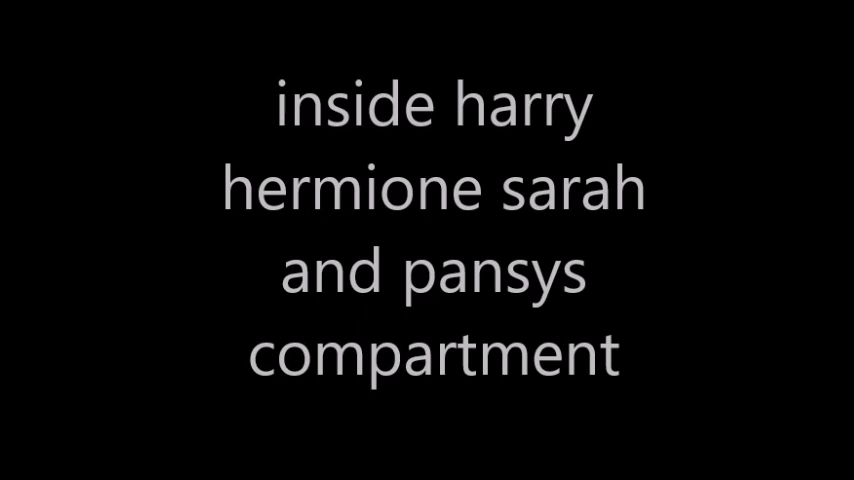 inside harry
hermione sarah
and pansys
compartment